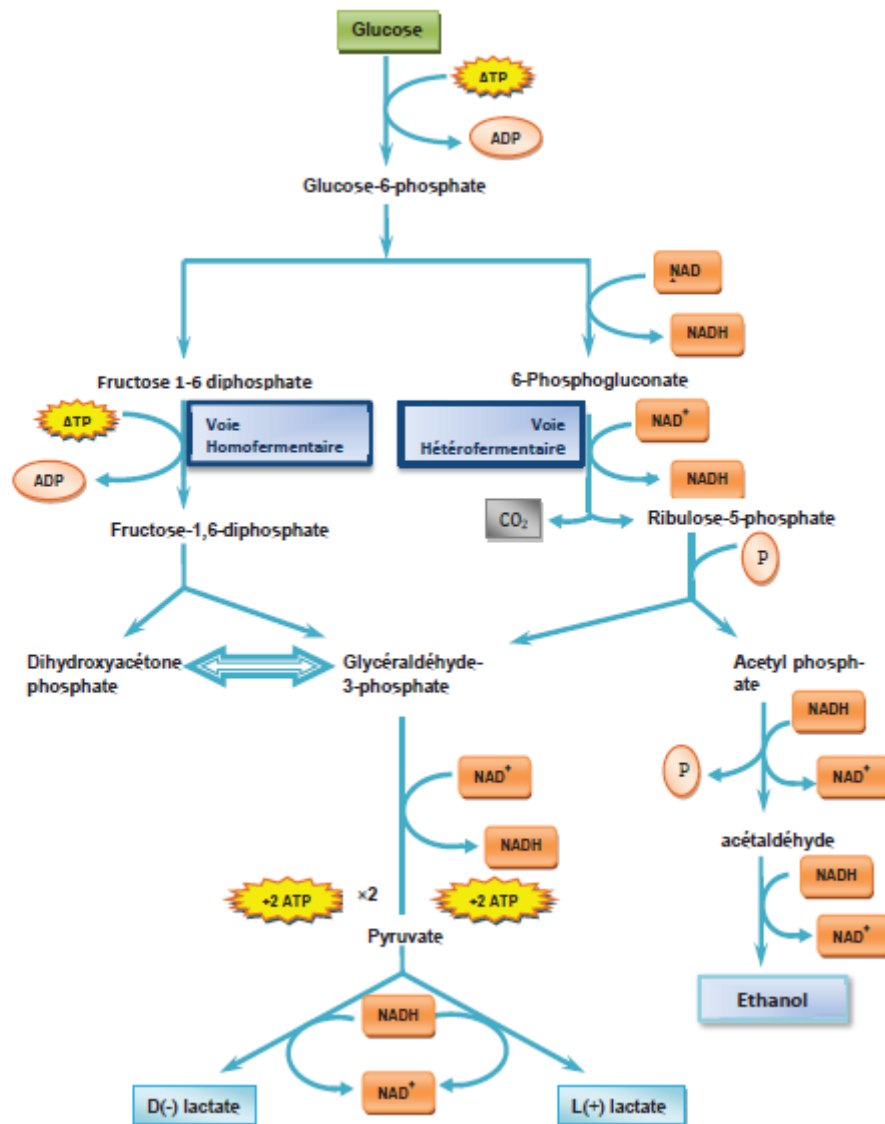 Glucose
ATP
ADP
Glucose-6-phosphate
NAD
NADH
Fructose 1-6 diphosphate
6-Phosphogluconate
ATP
Voie
Homofermentaire
Voie
Hétérofermentaire
NAD+
ADP
NADH
CO₂
Fructose-1,6-diphosphate
Ribulose-5-phosphate
P
Dihydroxyacétone
phosphate
Glycéraldéhyde-
3-phosphate
Acetyl phosph-
ate
NADH
P
NAD+
NAD+
NADH
acétaldéhyde
NADH
+2 ATP ×2
+2 ATP
NAD+
Pyruvate
Ethanol
NADH
NAD+
D(-) lactate
L(+) lactate